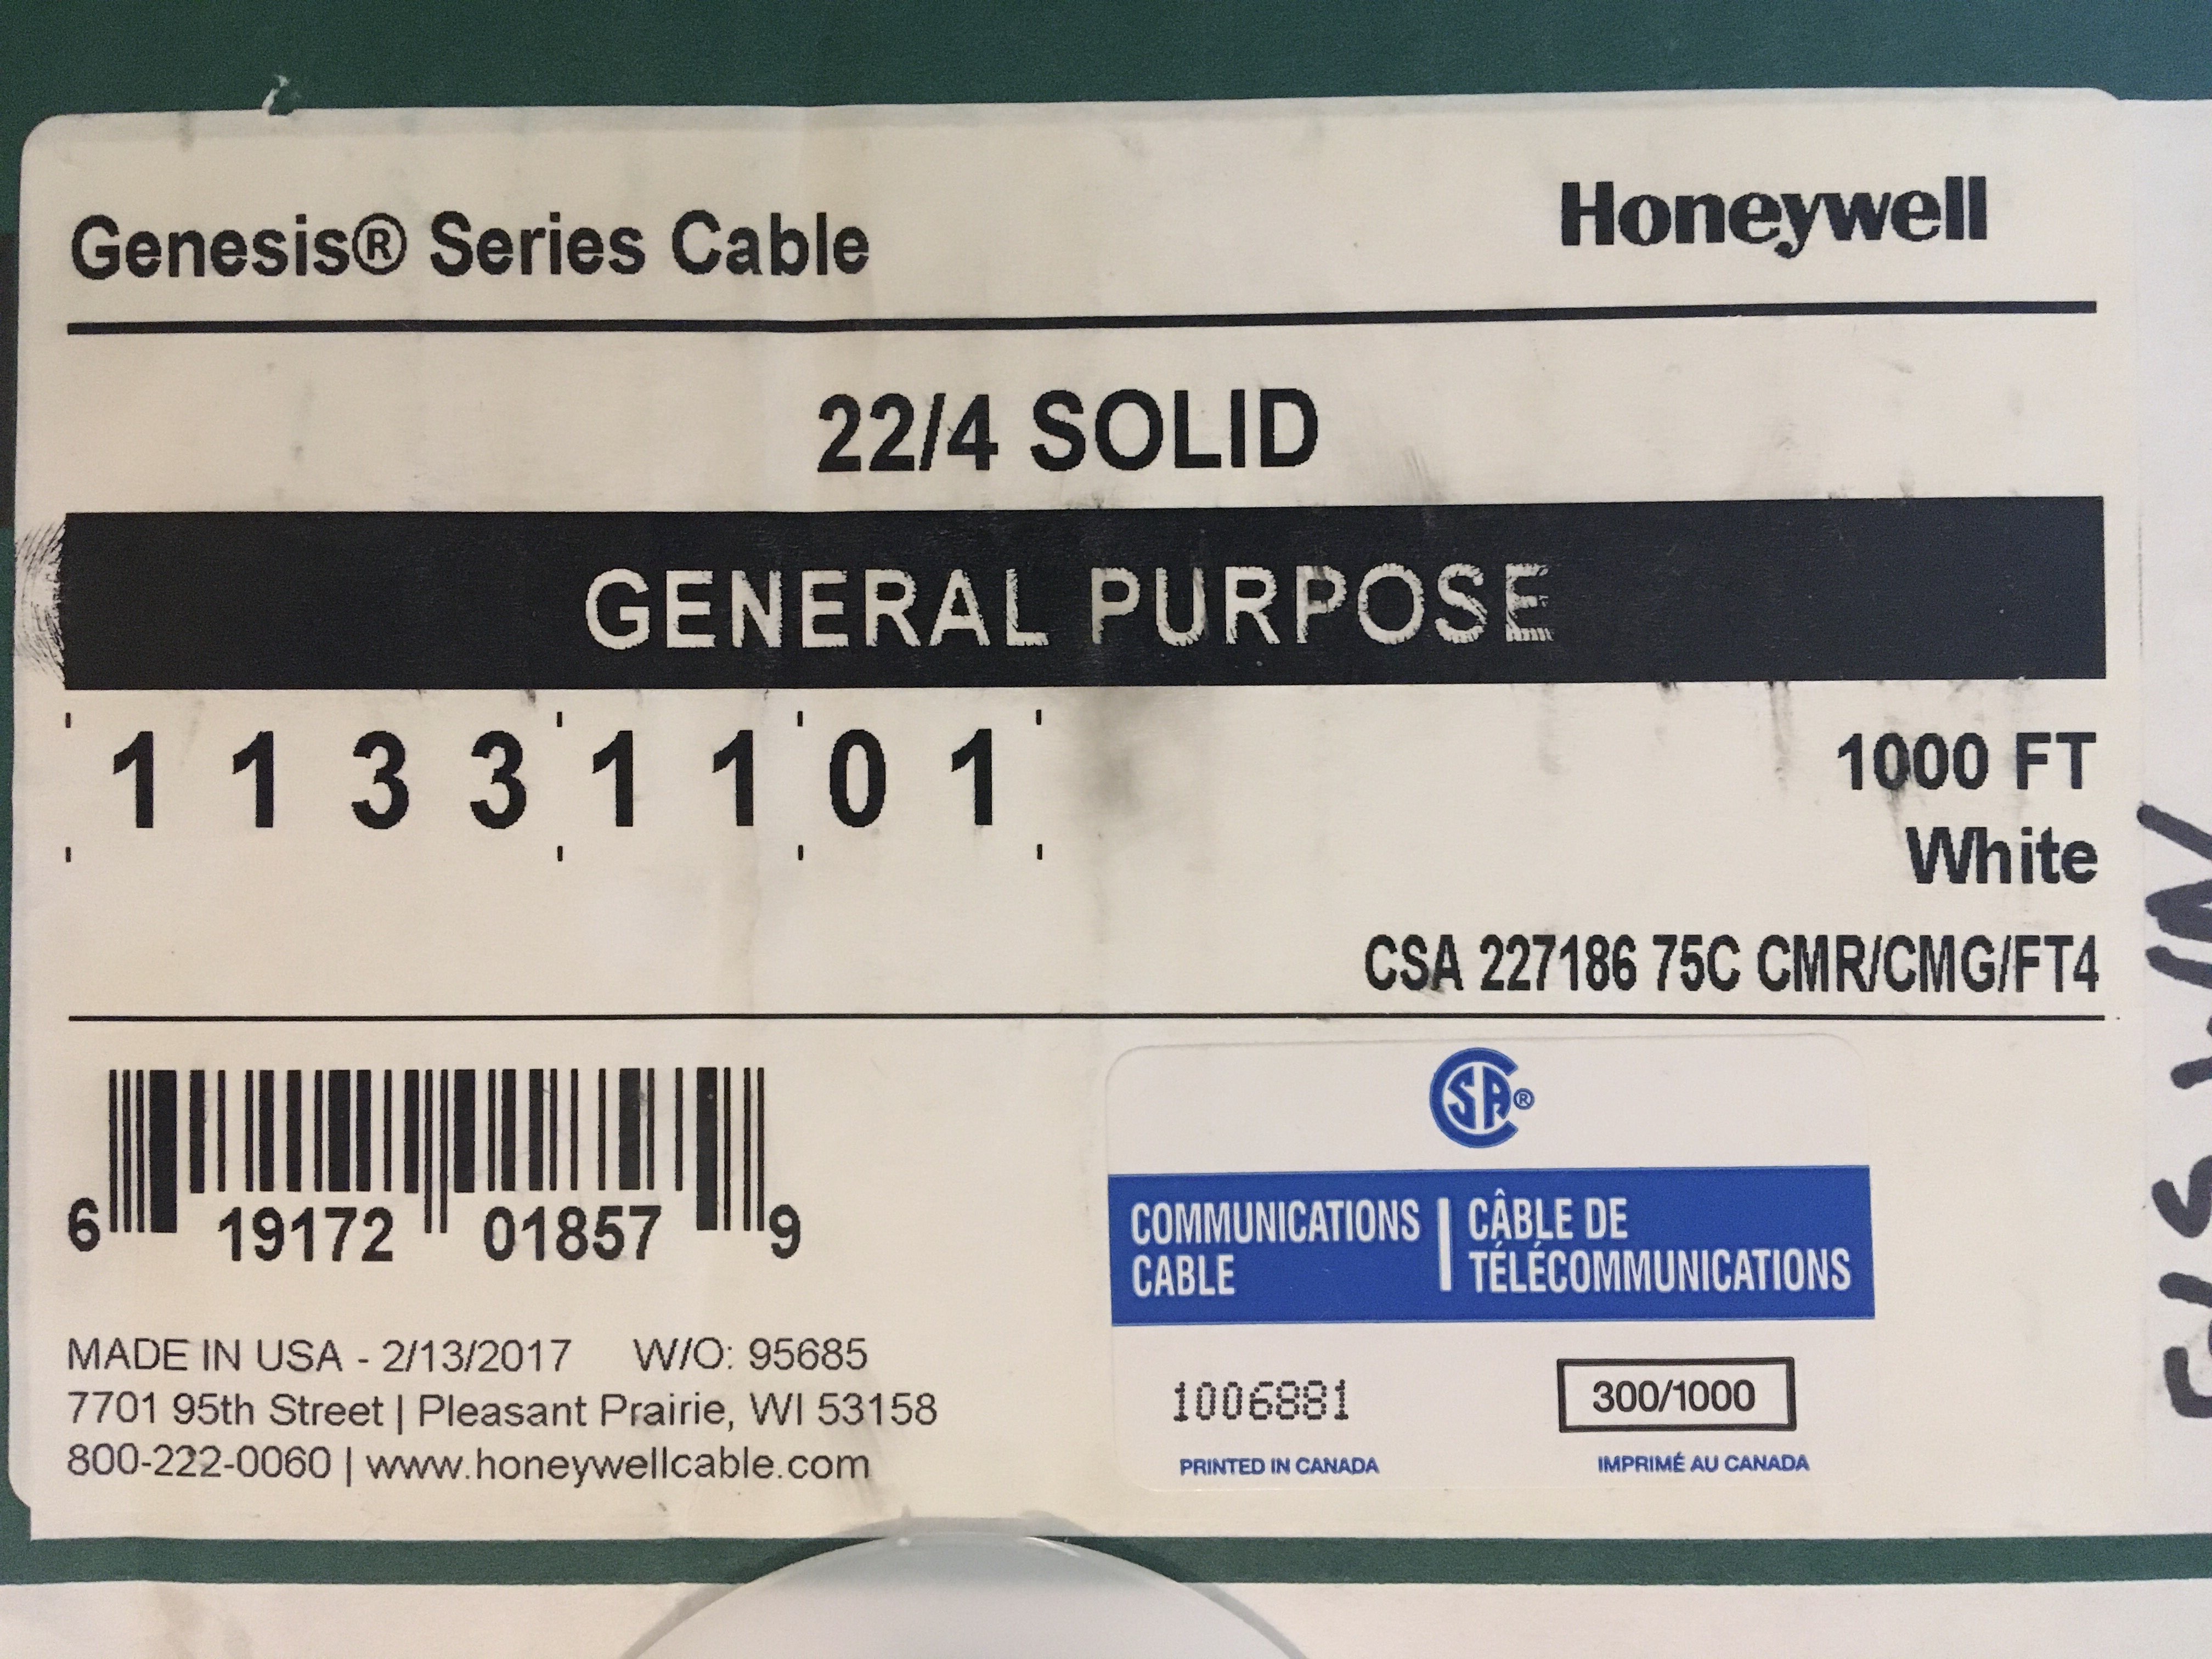 Genesis® Series Cable
Honeywell
22/4 SOLID
GENERAL PURPOSE
1 1 3 3 1 1 0 1
1000 FT
White
CSA 227186 75C CMR/CMG/FT4
6 19172 01857 9
MADE IN USA - 2/13/2017 W/O: 95685
7701 95th Street | Pleasant Prairie, WI 53158
800-222-0060 | www.honeywellcable.com
CSA®
COMMUNICATIONS
CABLE
CÂBLE DE
TÉLÉCOMMUNICATIONS
1006881
300/1000
PRINTED IN CANADA
IMPRIMÉ AU CANADA